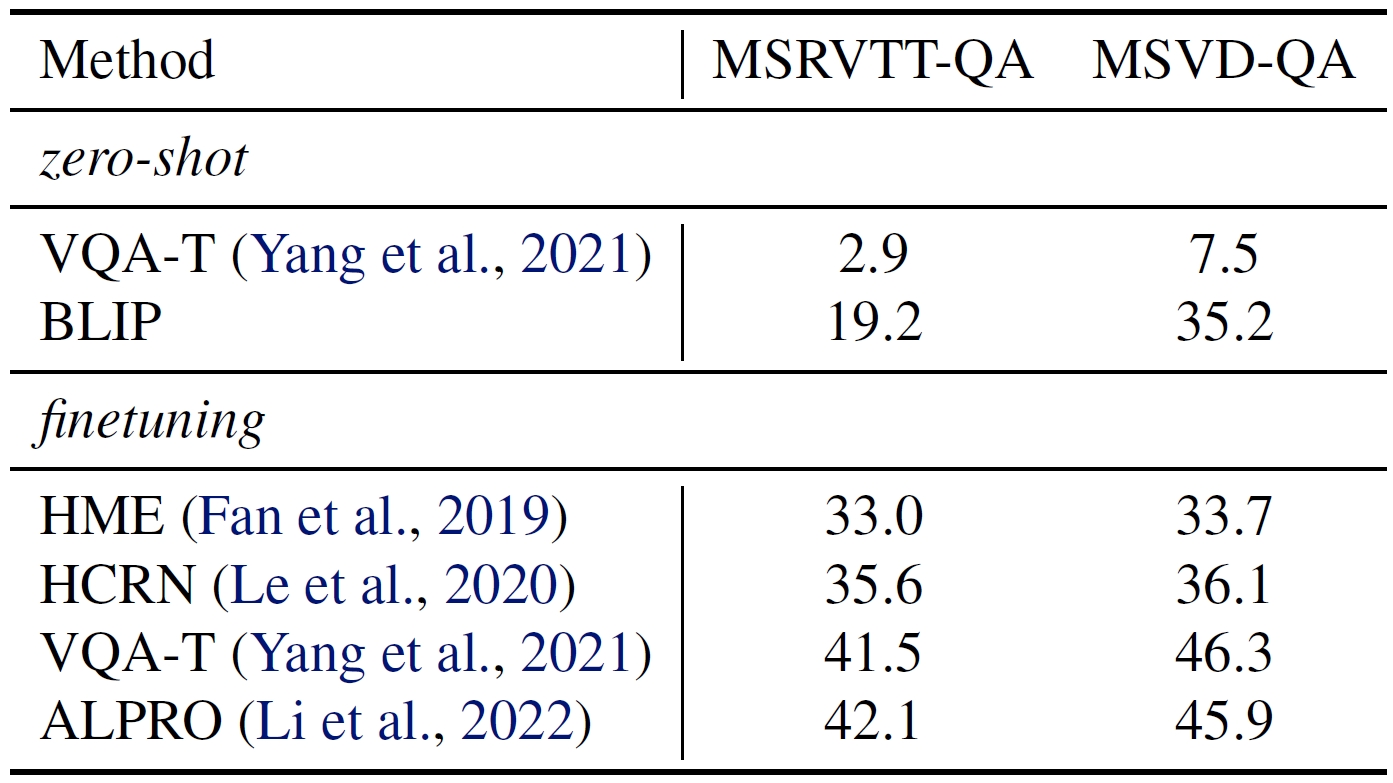 Method MSRVTT-QA MSVD-QA
zero-shot
VQA-T (Yang et al., 2021) 2.9 7.5
BLIP 19.2 35.2
finetuning
HME (Fan et al., 2019) 33.0 33.7
HCRN (Le et al., 2020) 35.6 36.1
VQA-T (Yang et al., 2021) 41.5 46.3
ALPRO (Li et al., 2022) 42.1 45.9